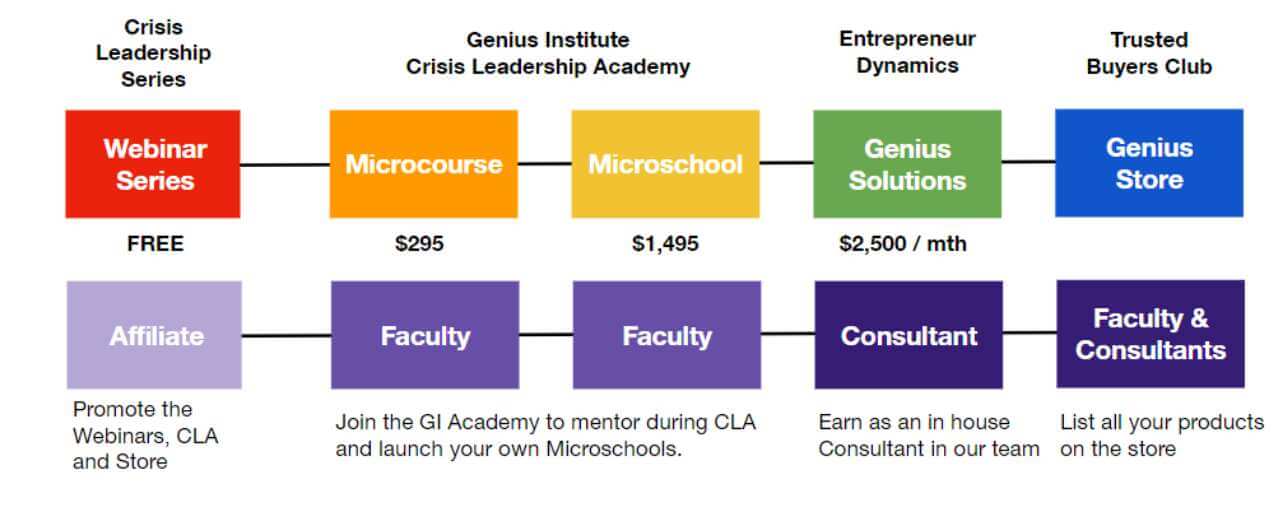 Crisis
Leadership
Series
Genius Institute
Crisis Leadership Academy
Entrepreneur
Dynamics
Trusted
Buyers Club
Webinar
Series
Microcourse
Microschool
Genius
Solutions
Genius
Store
FREE
$295
$1,495
$2,500 / mth
Affiliate
Faculty
Faculty
Consultant
Faculty &
Consultants
Promote the
Webinars, CLA
and Store
Join the GI Academy to mentor during CLA
and launch your own Microschools.
Earn as an in house
Consultant in our team
List all your products
on the store